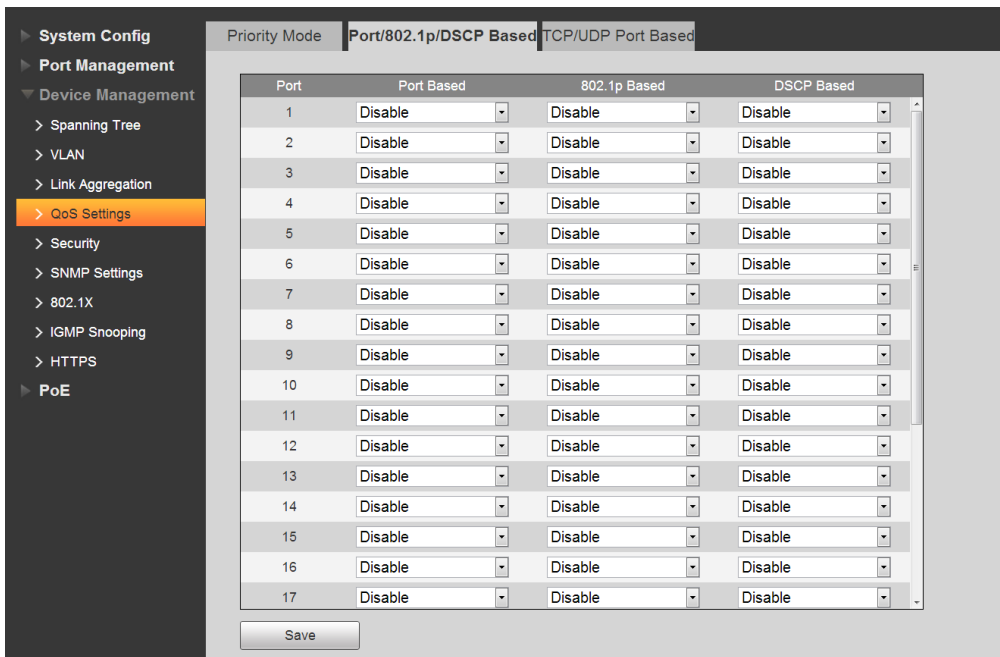 System Config
Port Management
Device Management
Spanning Tree
VLAN
Link Aggregation
QoS Settings
Security
SNMP Settings
802.1X
IGMP Snooping
HTTPS
PoE
Priority Mode Port/802.1p/DSCP Based TCP/UDP Port Based
Port Port Based 802.1p Based DSCP Based
1 Disable Disable Disable
2 Disable Disable Disable
3 Disable Disable Disable
4 Disable Disable Disable
5 Disable Disable Disable
6 Disable Disable Disable
7 Disable Disable Disable
8 Disable Disable Disable
9 Disable Disable Disable
10 Disable Disable Disable
11 Disable Disable Disable
12 Disable Disable Disable
13 Disable Disable Disable
14 Disable Disable Disable
15 Disable Disable Disable
16 Disable Disable Disable
17 Disable Disable Disable
Save